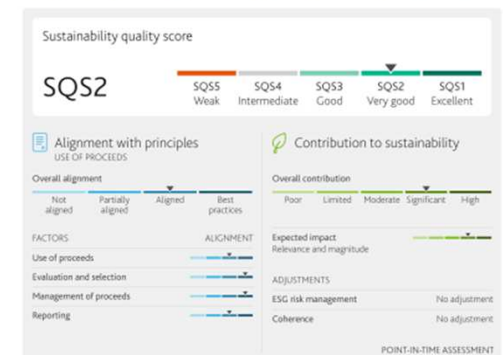 Sustainability quality score
SQS2
SQS5 SQS4 SQS3 SQS2 SQS1
Weak Intermediate Good Very good Excellent
Alignment with principles
USE OF PROCEEDS
Overall alignment
Not aligned Partially aligned Aligned Best practices
FACTORS ALIGNMENT
Use of proceeds
Evaluation and selection
Management of proceeds
Reporting
Contribution to sustainability
Overall contribution
Poor Limited Moderate Significant High
Expected impact
Relevance and magnitude
ADJUSTMENTS
ESG risk management No adjustment
Coherence No adjustment
POINT-IN-TIME ASSESSMENT